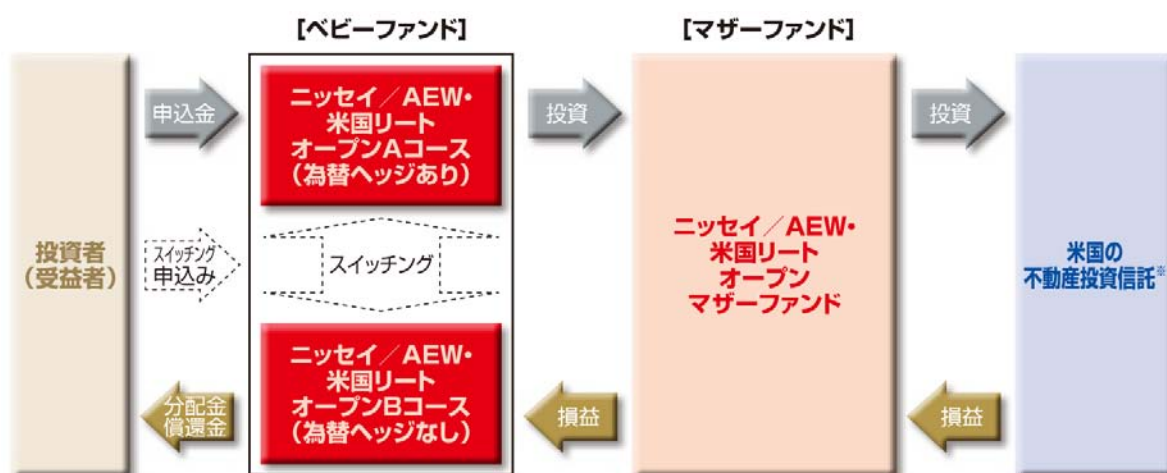 ［ベビーファンド］
［マザーファンド］
投資者
（受益者）
申込金
スイッチング
申込み
分配金
償還金
ニッセイ／AEW・
米国リート
オープンAコース
（為替ヘッジあり）
スイッチング
ニッセイ／AEW・
米国リート
オープンBコース
（為替ヘッジなし）
投資
損益
ニッセイ／AEW・
米国リート
オープン
マザーファンド
投資
損益
米国の
不動産投資信託※